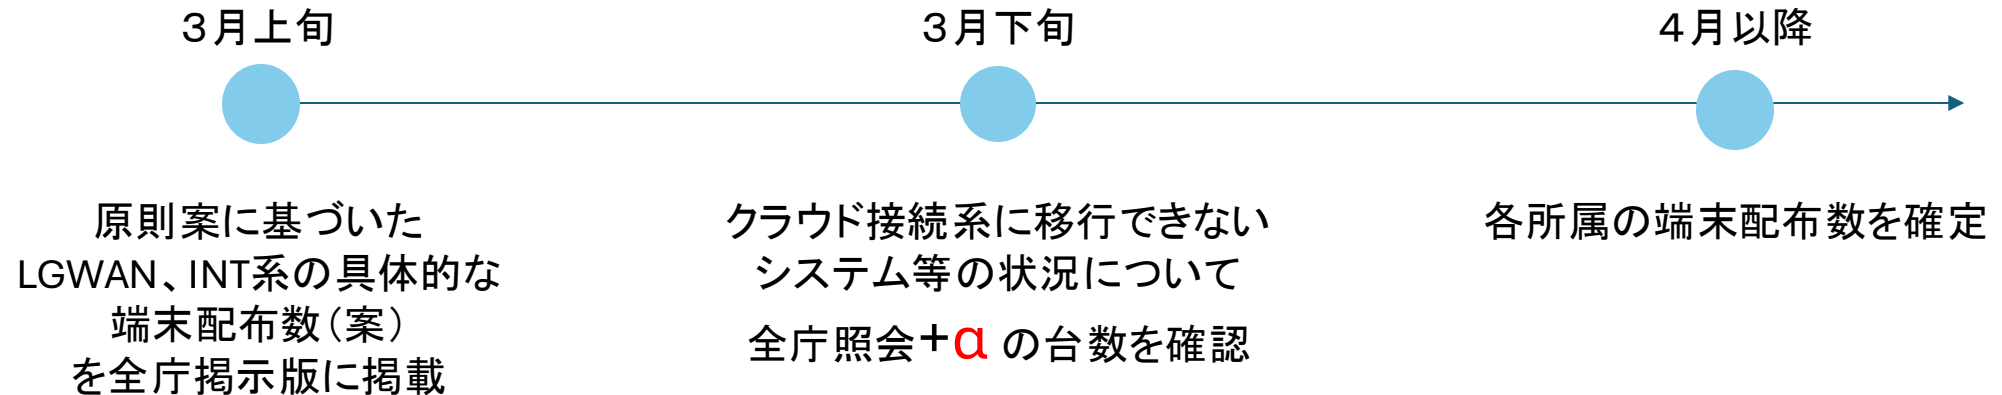 ３月上旬
３月下旬
４月以降
原則案に基づいた
LGWAN、INT系の具体的な
端末配布数（案）
を全庁掲示版に掲載
クラウド接続系に移行できない
システム等の状況について
全庁照会+α の台数を確認
各所属の端末配布数を確定